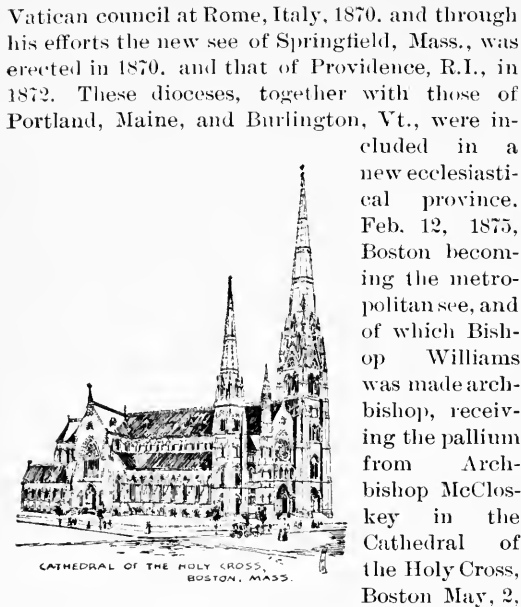 Vatican council at Rome, Italy, 1870. and through
his efforts the new see of Springfield, Mass., was
erected in 1870. and that of Providence, R.I., in
1872. These dioceses, together with those of
Portland, Maine, and Burlington, Vt., were in-
cluded in a
new ecclesiasti-
cal province.
Feb. 12, 1875,
Boston becom-
ing the metro-
politan see, and
of which Bish-
op Williams
was made arch-
bishop, receiv-
ing the pallium
from Arch-
bishop McClos-
key in the
Cathedral of
the Holy Cross,
Boston May, 2,
CATHEDRAL OF THE HOLY CROSS,
BOSTON, MASS.